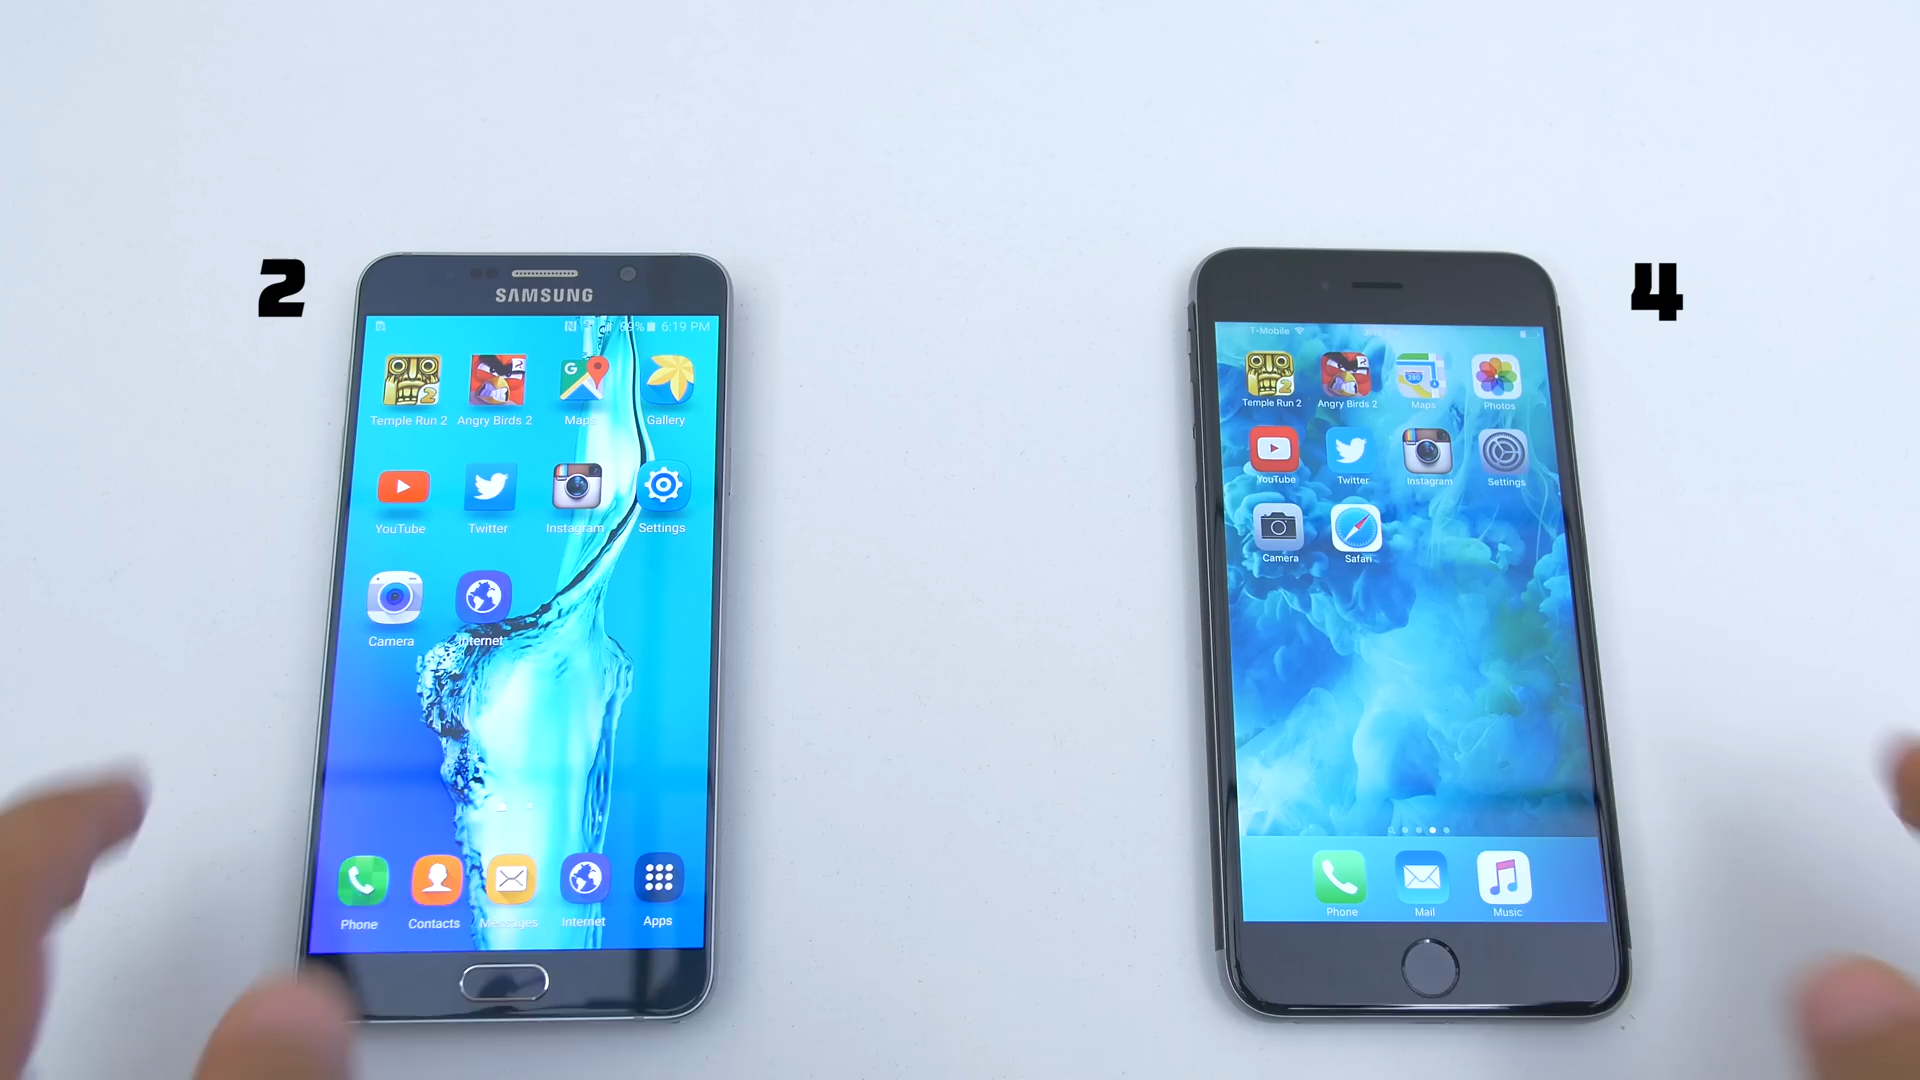 2
4
SAMSUNG
69% 6:19 PM
Temple Run 2 Angry Birds 2 Maps Gallery
YouTube Twitter Instagram Settings
Camera Internet
Phone Contacts Messages Internet Apps
T-Mobile
Temple Run 2 Angry Birds 2 Maps Photos
YouTube Twitter Instagram Settings
Camera Safari
Phone Mail Music